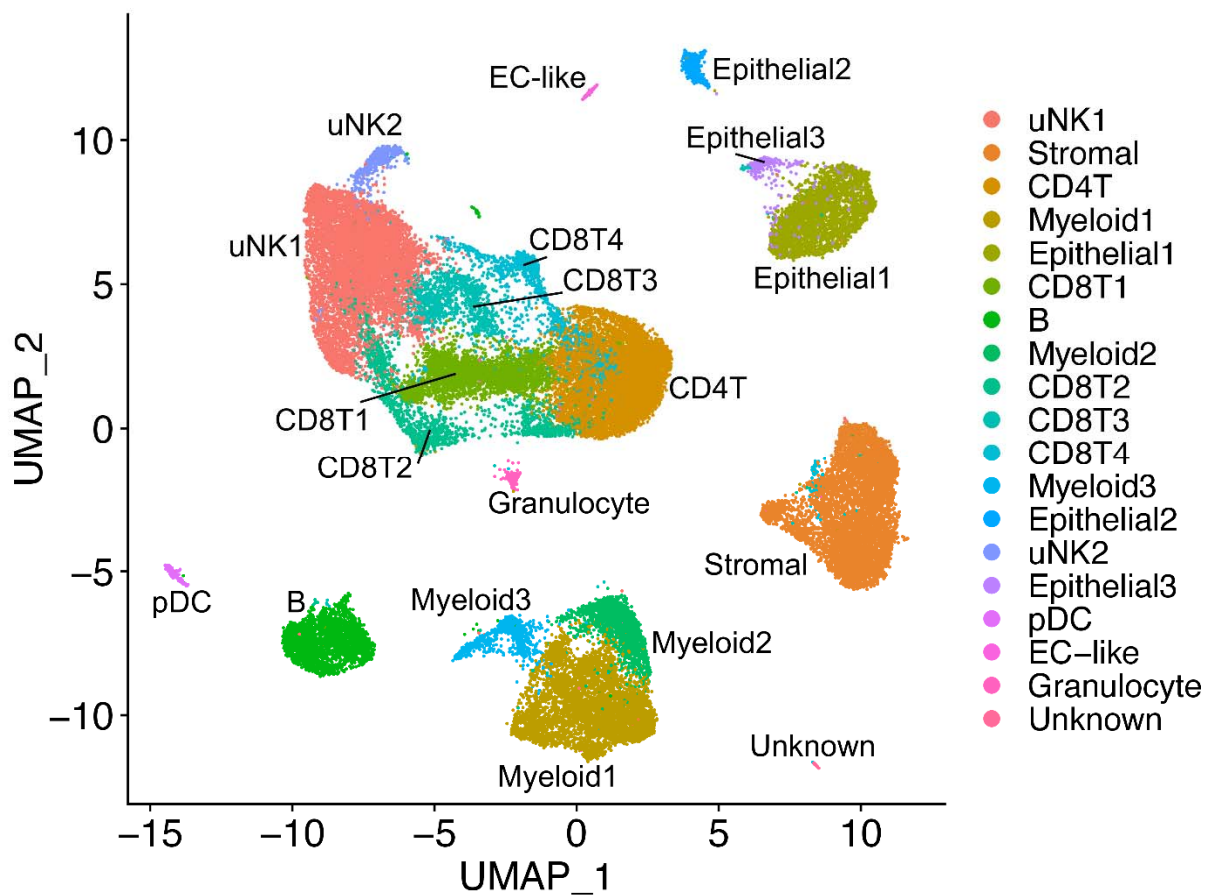 Epithelial2
EC-like
uNK2
Epithelial3
uNK1
CD8T4
CD8T3
Epithelial1
CD4T
CD8T1
CD8T2
Granulocyte
Stromal
pDC
B
Myeloid3
Myeloid2
Unknown
Myeloid1
10
5
0
−5
−10
UMAP_2
−15
−10
−5
0
5
10
UMAP_1
uNK1
Stromal
CD4T
Myeloid1
Epithelial1
CD8T1
B
Myeloid2
CD8T2
CD8T3
CD8T4
Myeloid3
Epithelial2
uNK2
Epithelial3
pDC
EC−like
Granulocyte
Unknown